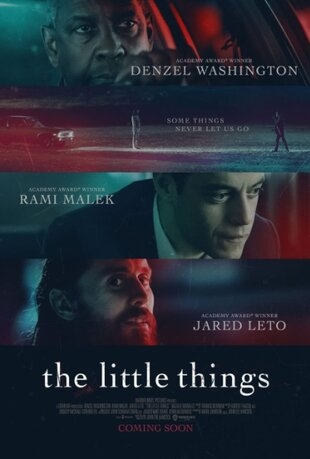 ACADEMY AWARD® WINNER
DENZEL WASHINGTON
SOME THINGS
NEVER LET US GO
ACADEMY AWARD® WINNER
RAMI MALEK
ACADEMY AWARD® WINNER
JARED LETO
the little things
COMING SOON